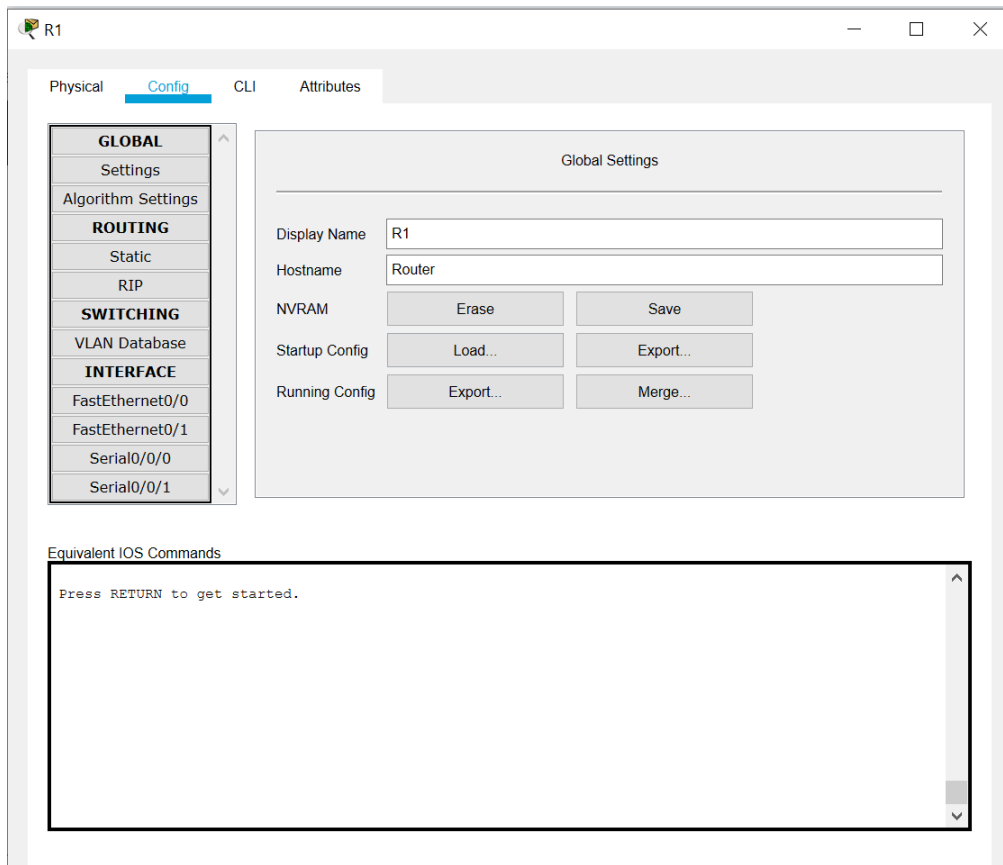 R1
Physical Config CLI Attributes
GLOBAL
Settings
Algorithm Settings
ROUTING
Static
RIP
SWITCHING
VLAN Database
INTERFACE
FastEthernet0/0
FastEthernet0/1
Serial0/0/0
Serial0/0/1
Global Settings
Display Name R1
Hostname Router
NVRAM Erase Save
Startup Config Load... Export...
Running Config Export... Merge...
Equivalent IOS Commands
Press RETURN to get started.